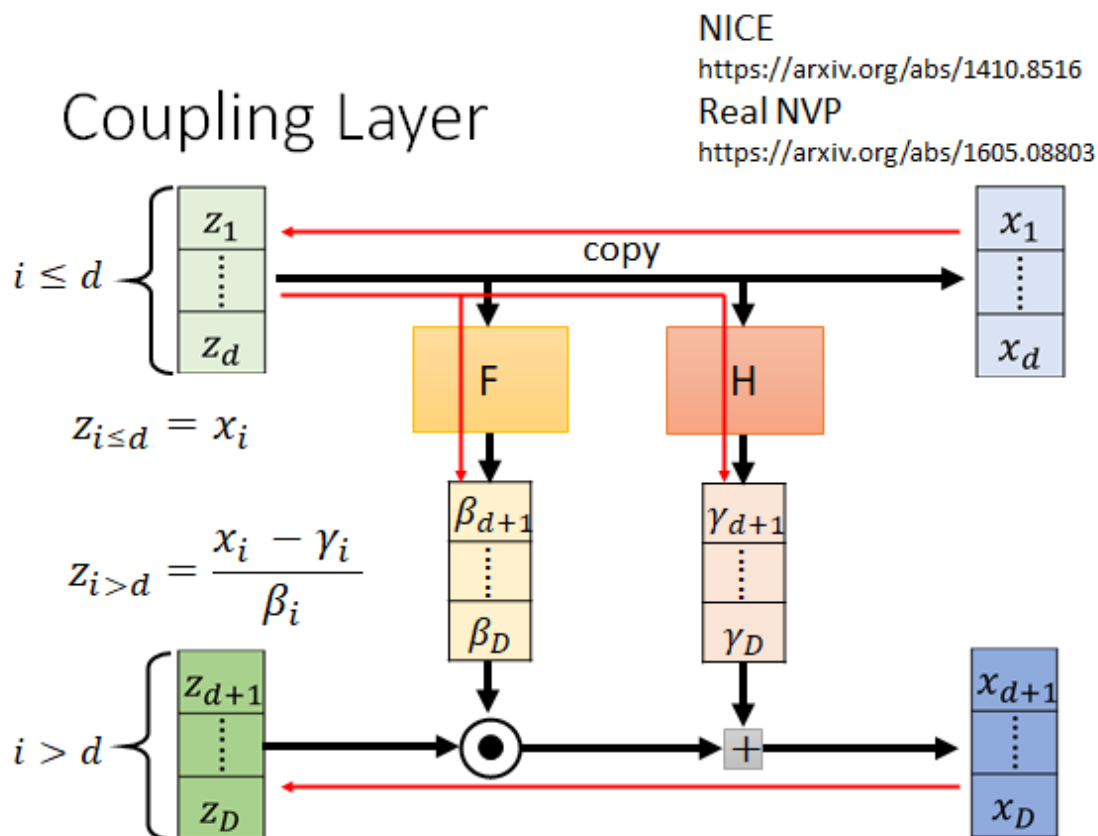 NICE
https://arxiv.org/abs/1410.8516
Coupling Layer
Real NVP
https://arxiv.org/abs/1605.08803
z₁
x₁
copy
i ≤ d
z_d
F
H
x_d
z_{i≤d} = x_i
β_{d+1}
γ_{d+1}
z_{i>d} = (x_i − γ_i) / β_i
β_D
γ_D
z_{d+1}
x_{d+1}
i > d
+
z_D
x_D